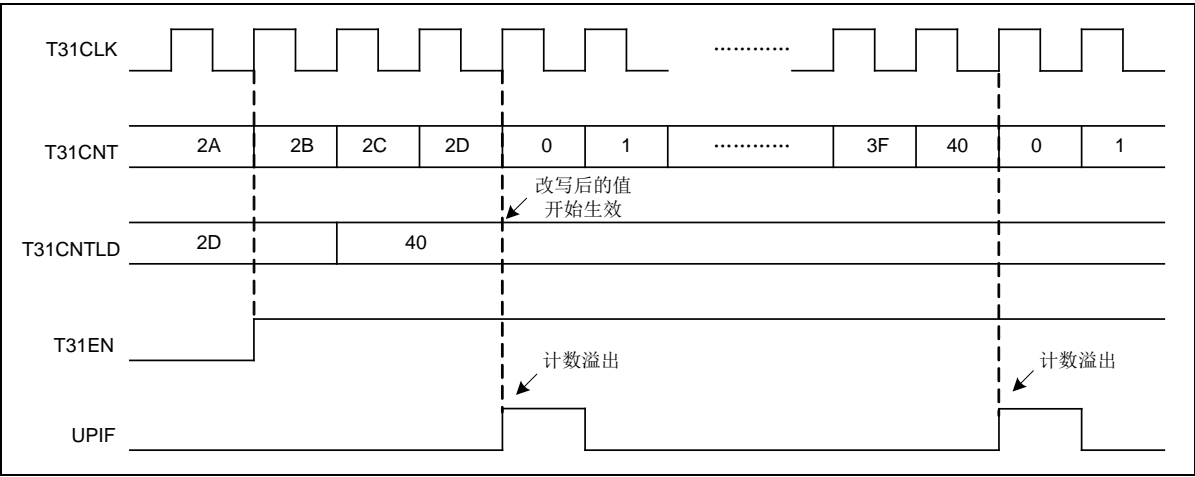 T31CLK
…………
T31CNT 2A 2B 2C 2D 0 1 ………… 3F 40 0 1
改写后的值
开始生效
T31CNTLD 2D 40
T31EN
计数溢出 计数溢出
UPIF